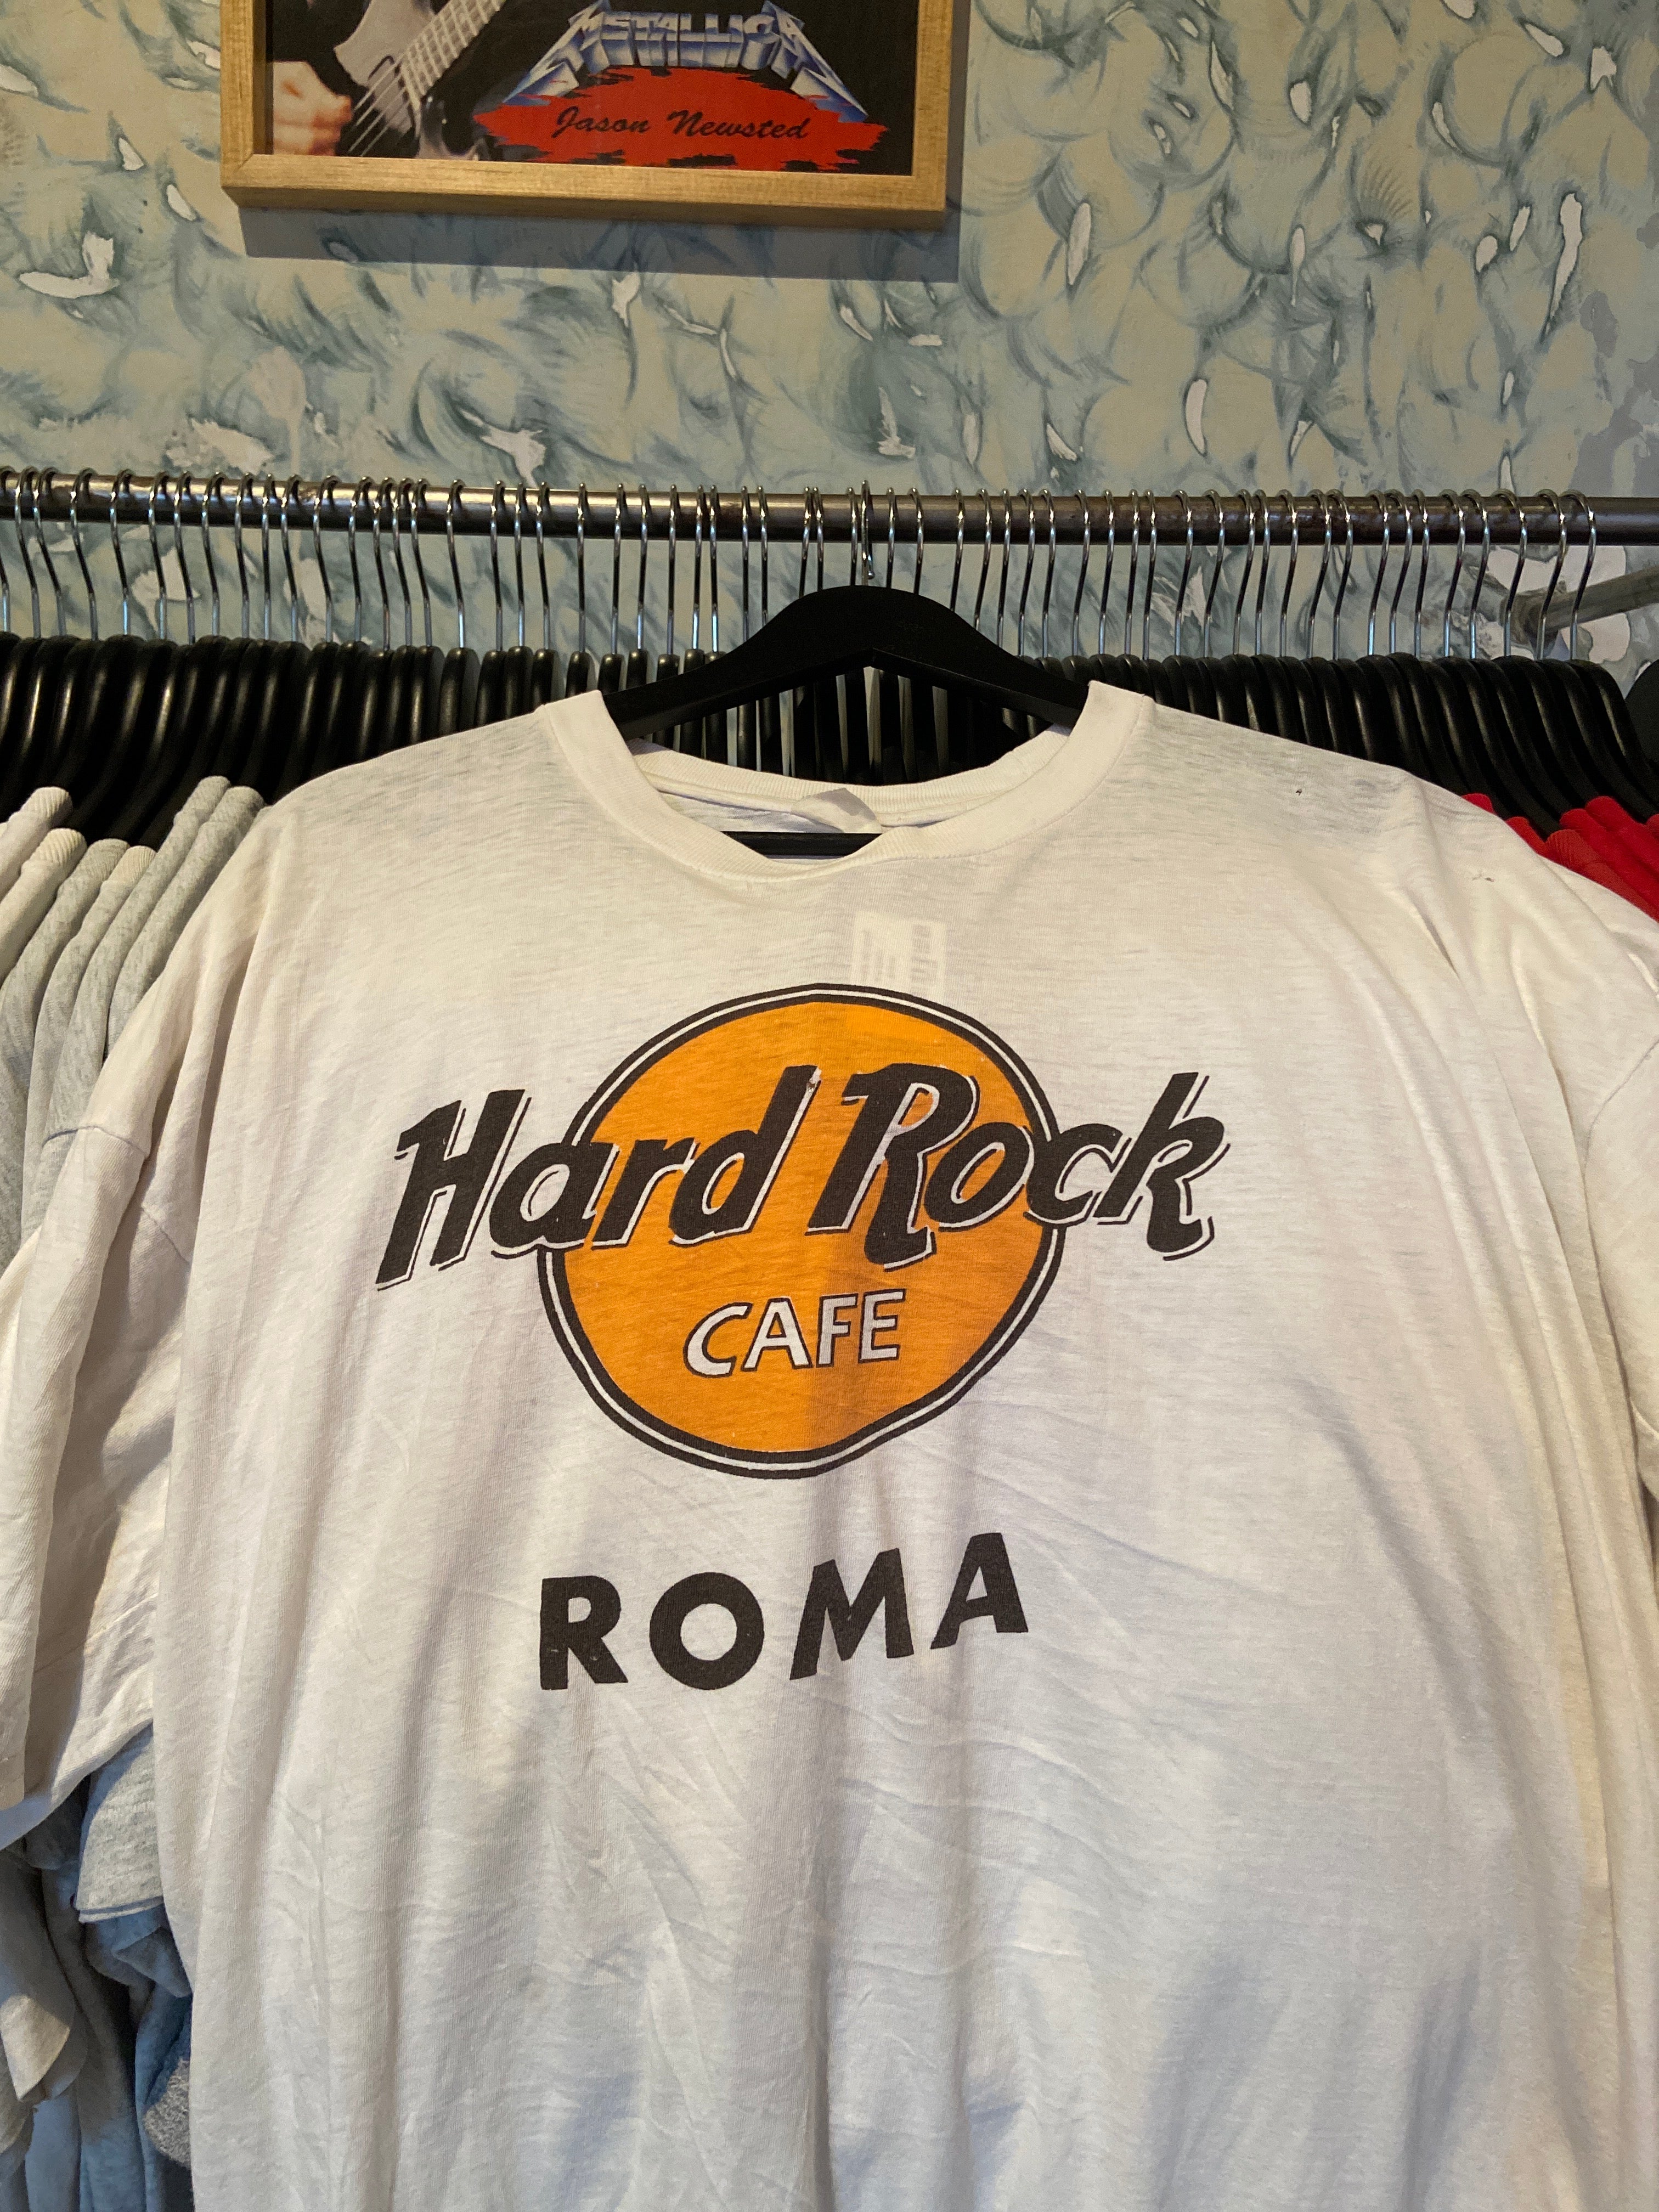 METALLICA
Jason Newsted
Hard Rock
CAFE
ROMA